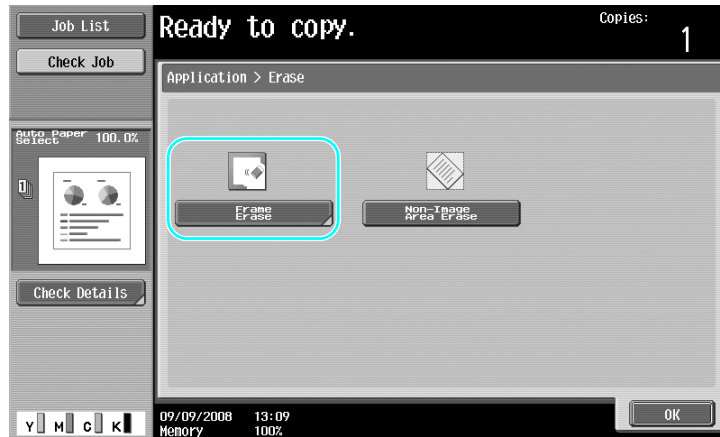 Job List
Check Job
Ready to copy.
Copies:
1
Application > Erase
Auto Paper
Select
100.0%
1
Frame
Erase
Non-Image
Area Erase
Check Details
09/09/2008 13:09
Memory 100%
Y M C K
OK